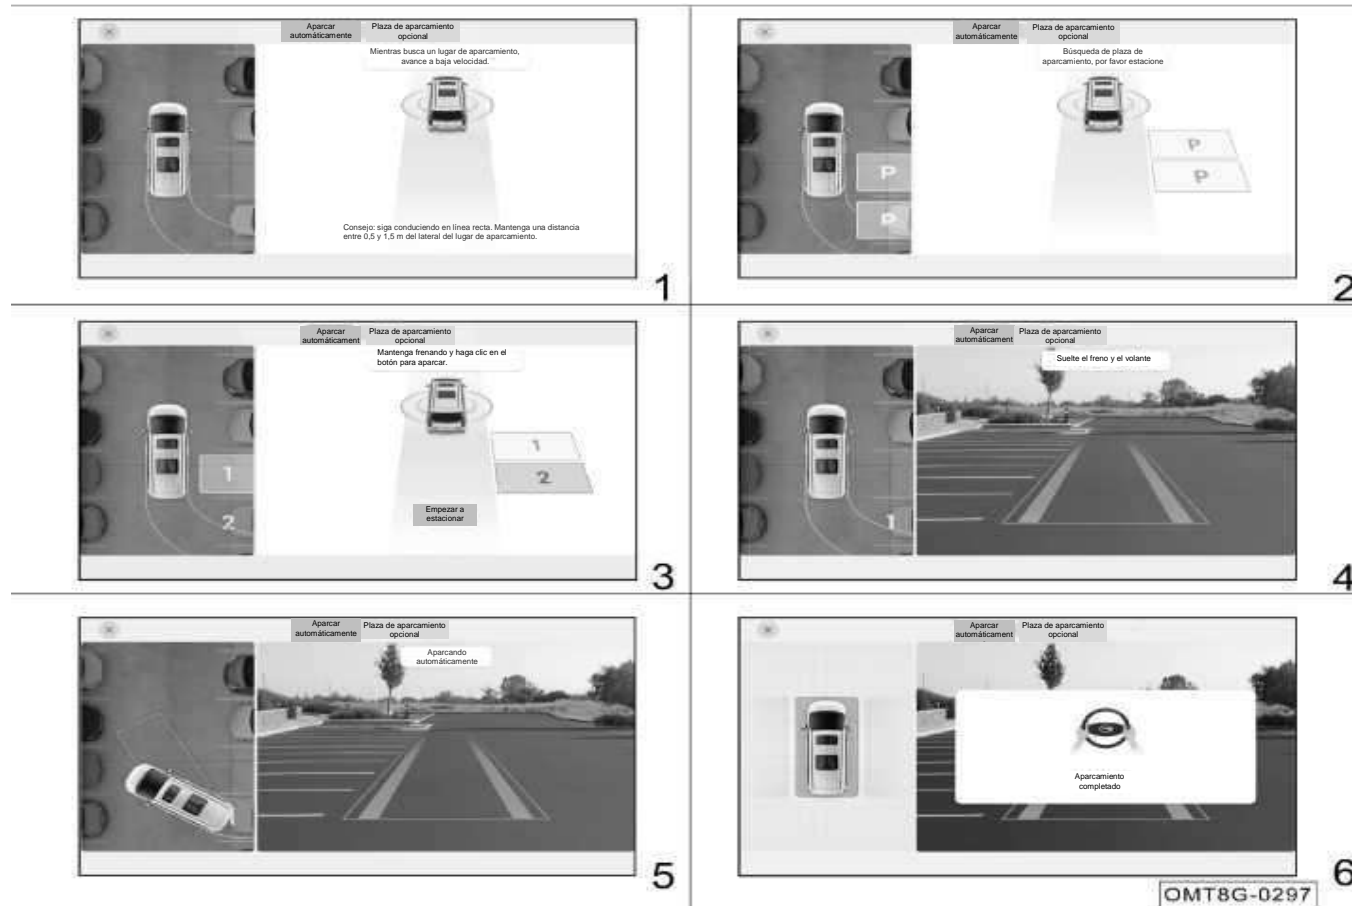 Aparcar
automáticamente
Plaza de aparcamiento
opcional
Mientras busca un lugar de aparcamiento,
avance a baja velocidad.
Consejo: siga conduciendo en línea recta. Mantenga una distancia
entre 0,5 y 1,5 m del lateral del lugar de aparcamiento.
1
Aparcar
automáticamente
Plaza de aparcamiento
opcional
Búsqueda de plaza de
aparcamiento, por favor estacione
P
P
P
P
2
Aparcar
automáticament
Plaza de aparcamiento
opcional
Mantenga frenando y haga clic en el
botón para aparcar.
1
2
1
2
Empezar a
estacionar
3
Aparcar
automáticament
Plaza de aparcamiento
opcional
Suelte el freno y el volante
1
4
Aparcar
automáticamente
Plaza de aparcamiento
opcional
Aparcando
automáticamente
5
Aparcar
automáticament
Plaza de aparcamiento
opcional
Aparcamiento
completado
6
OMT8G-0297